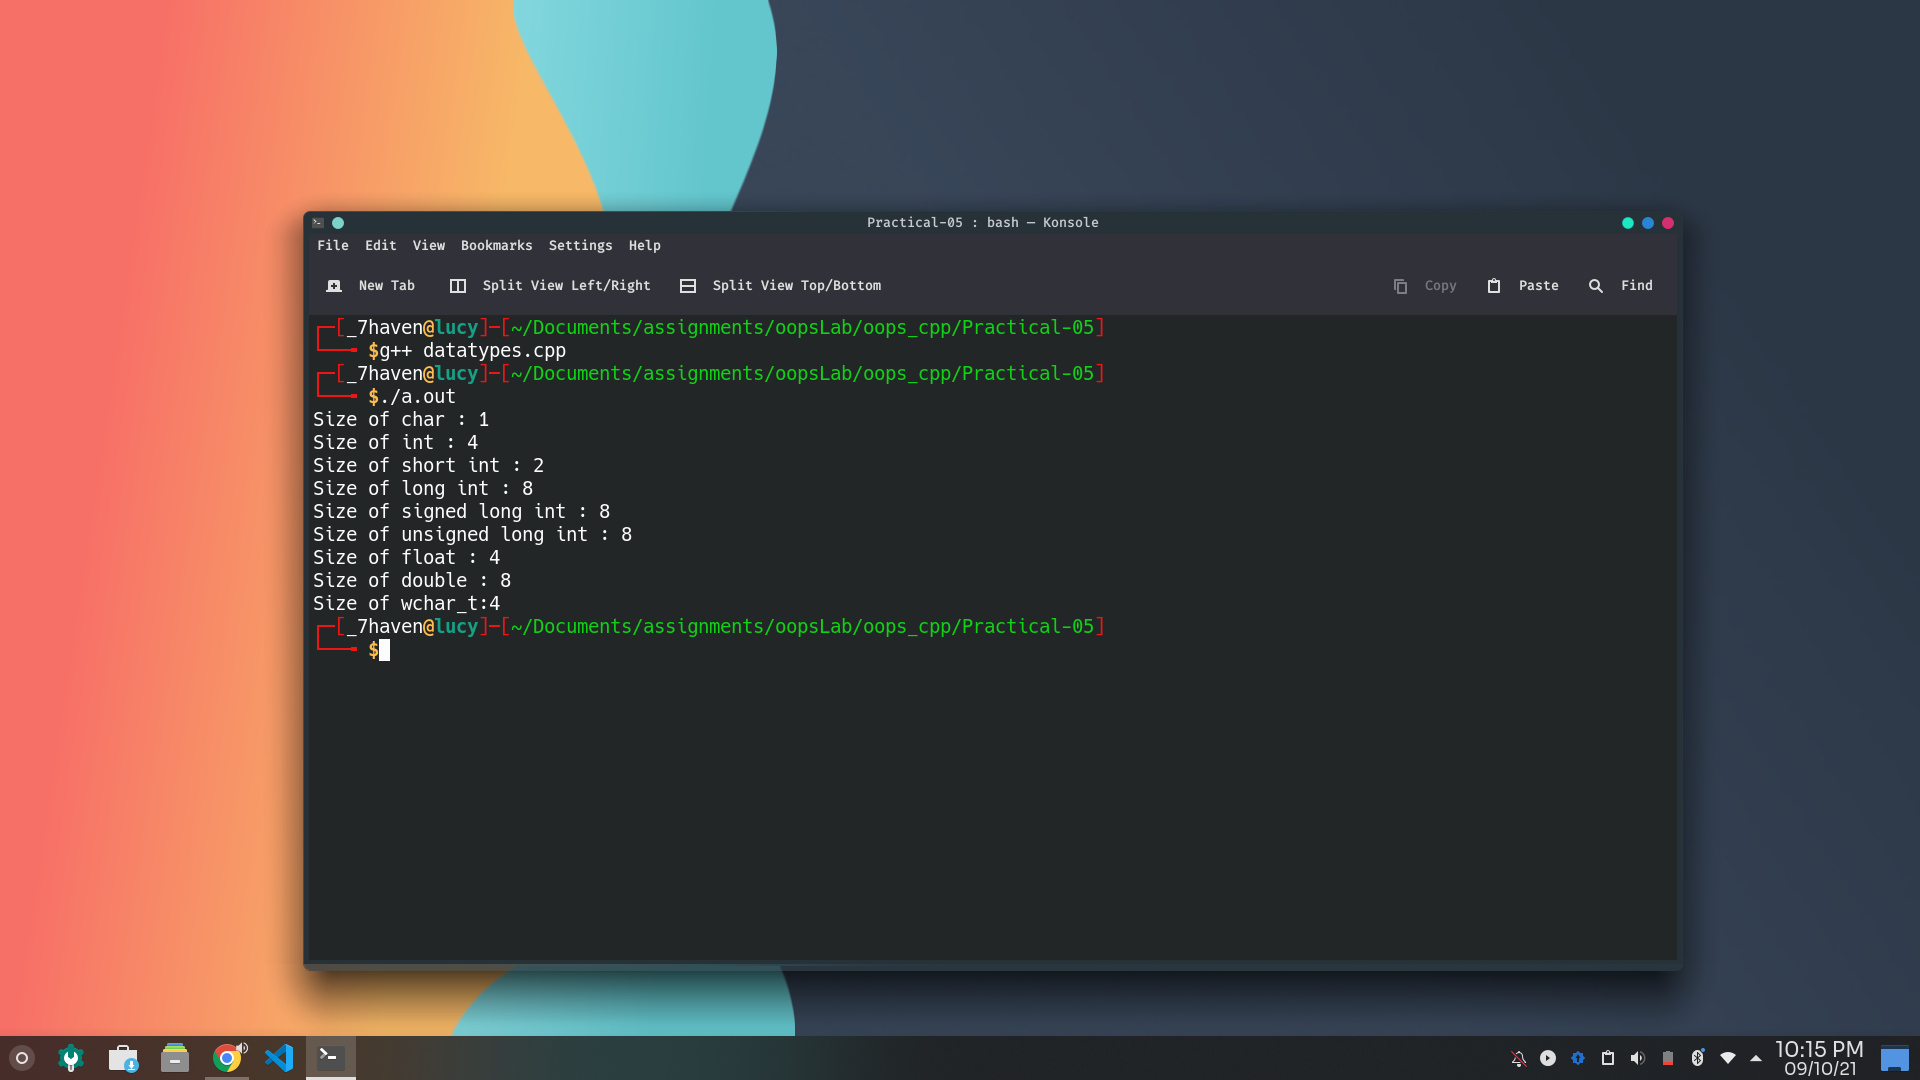 Practical-05 : bash — Konsole
File Edit View Bookmarks Settings Help
New Tab Split View Left/Right Split View Top/Bottom Copy Paste Find
[_7haven@lucy]─[~/Documents/assignments/oopsLab/oops_cpp/Practical-05]
$g++ datatypes.cpp
[_7haven@lucy]─[~/Documents/assignments/oopsLab/oops_cpp/Practical-05]
$./a.out
Size of char : 1
Size of int : 4
Size of short int : 2
Size of long int : 8
Size of signed long int : 8
Size of unsigned long int : 8
Size of float : 4
Size of double : 8
Size of wchar_t:4
[_7haven@lucy]─[~/Documents/assignments/oopsLab/oops_cpp/Practical-05]
$
10:15 PM
09/10/21